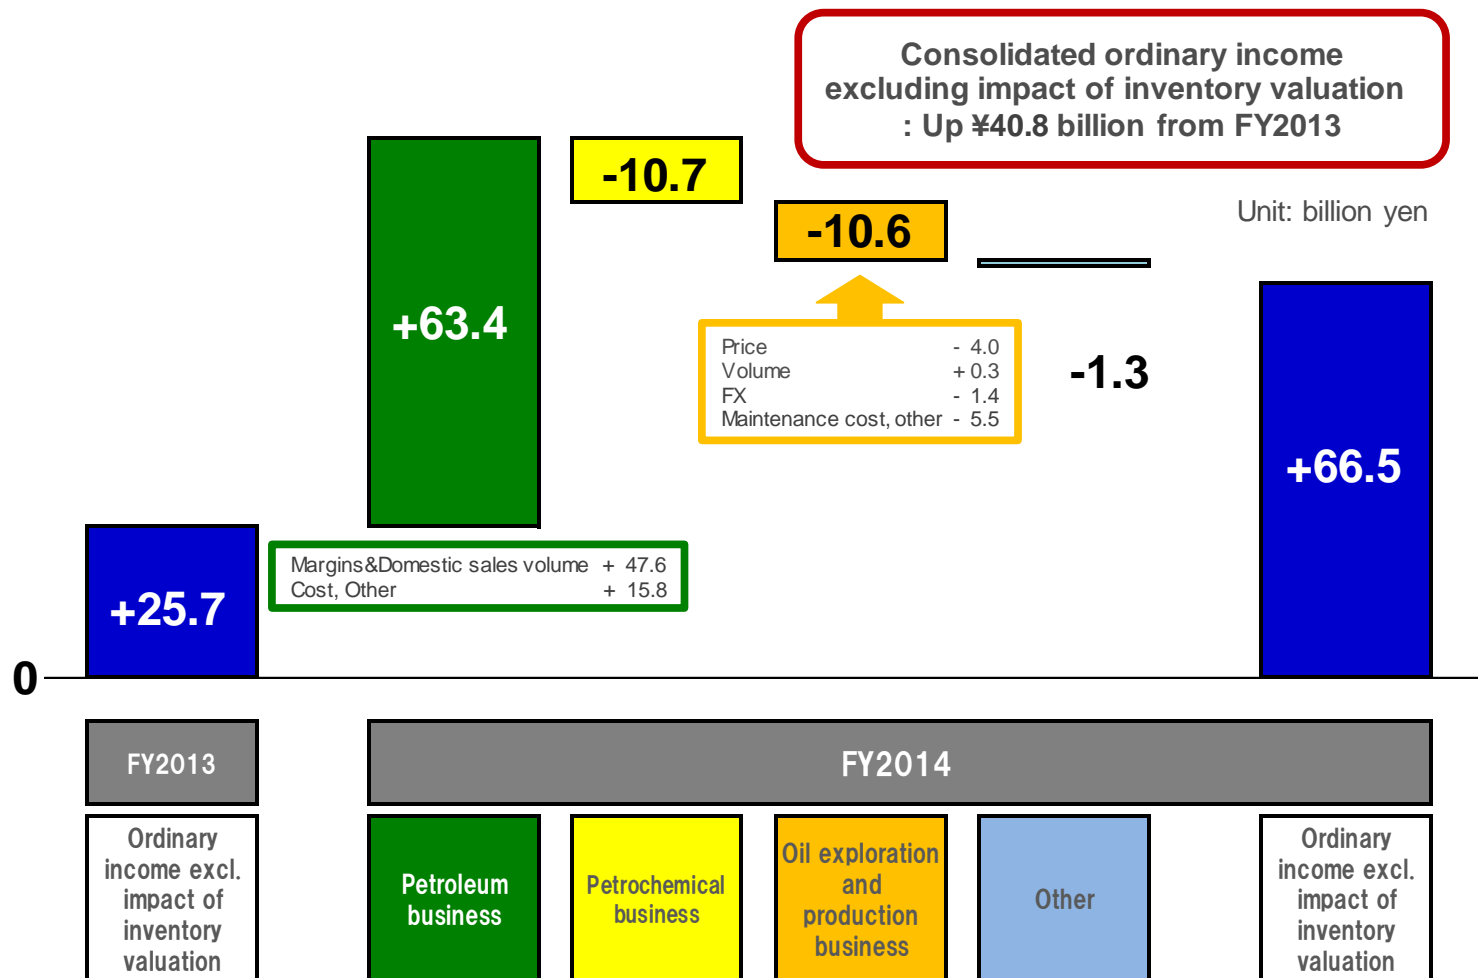 Consolidated ordinary income
excluding impact of inventory valuation
: Up ¥40.8 billion from FY2013
Unit: billion yen
-10.7
-10.6
+63.4
Price - 4.0
Volume + 0.3
FX - 1.4
Maintenance cost, other - 5.5
-1.3
+66.5
Margins&Domestic sales volume + 47.6
Cost, Other + 15.8
+25.7
0
FY2013
FY2014
Ordinary
income excl.
impact of
inventory
valuation
Petroleum
business
Petrochemical
business
Oil exploration
and
production
business
Other
Ordinary
income excl.
impact of
inventory
valuation